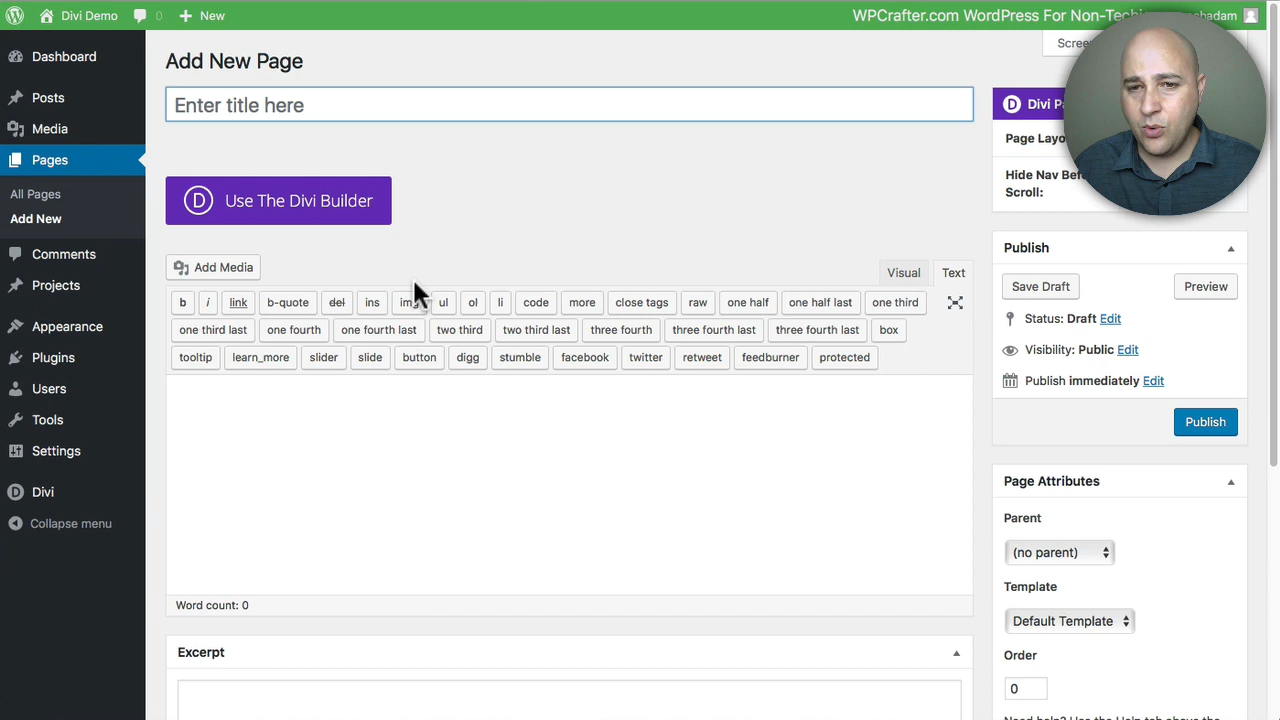 Divi Demo 0 New WPCrafter.com WordPress For Non-Techi
Dashboard
Posts
Media
Pages
All Pages
Add New
Comments
Projects
Appearance
Plugins
Users
Tools
Settings
Divi
Collapse menu
Add New Page
Enter title here
D Use The Divi Builder
Add Media
Visual Text
b i link b-quote del ins img ul ol li code more close tags raw one half one half last one third
one third last one fourth one fourth last two third two third last three fourth three fourth last three fourth last box
tooltip learn_more slider slide button digg stumble facebook twitter retweet feedburner protected
Word count: 0
Excerpt
Page
Hide Nav
Scroll:
Publish
Save Draft Preview
Status: Draft Edit
Visibility: Public Edit
Publish immediately Edit
Publish
Page Attributes
Parent
(no parent)
Template
Default Template
Order
0